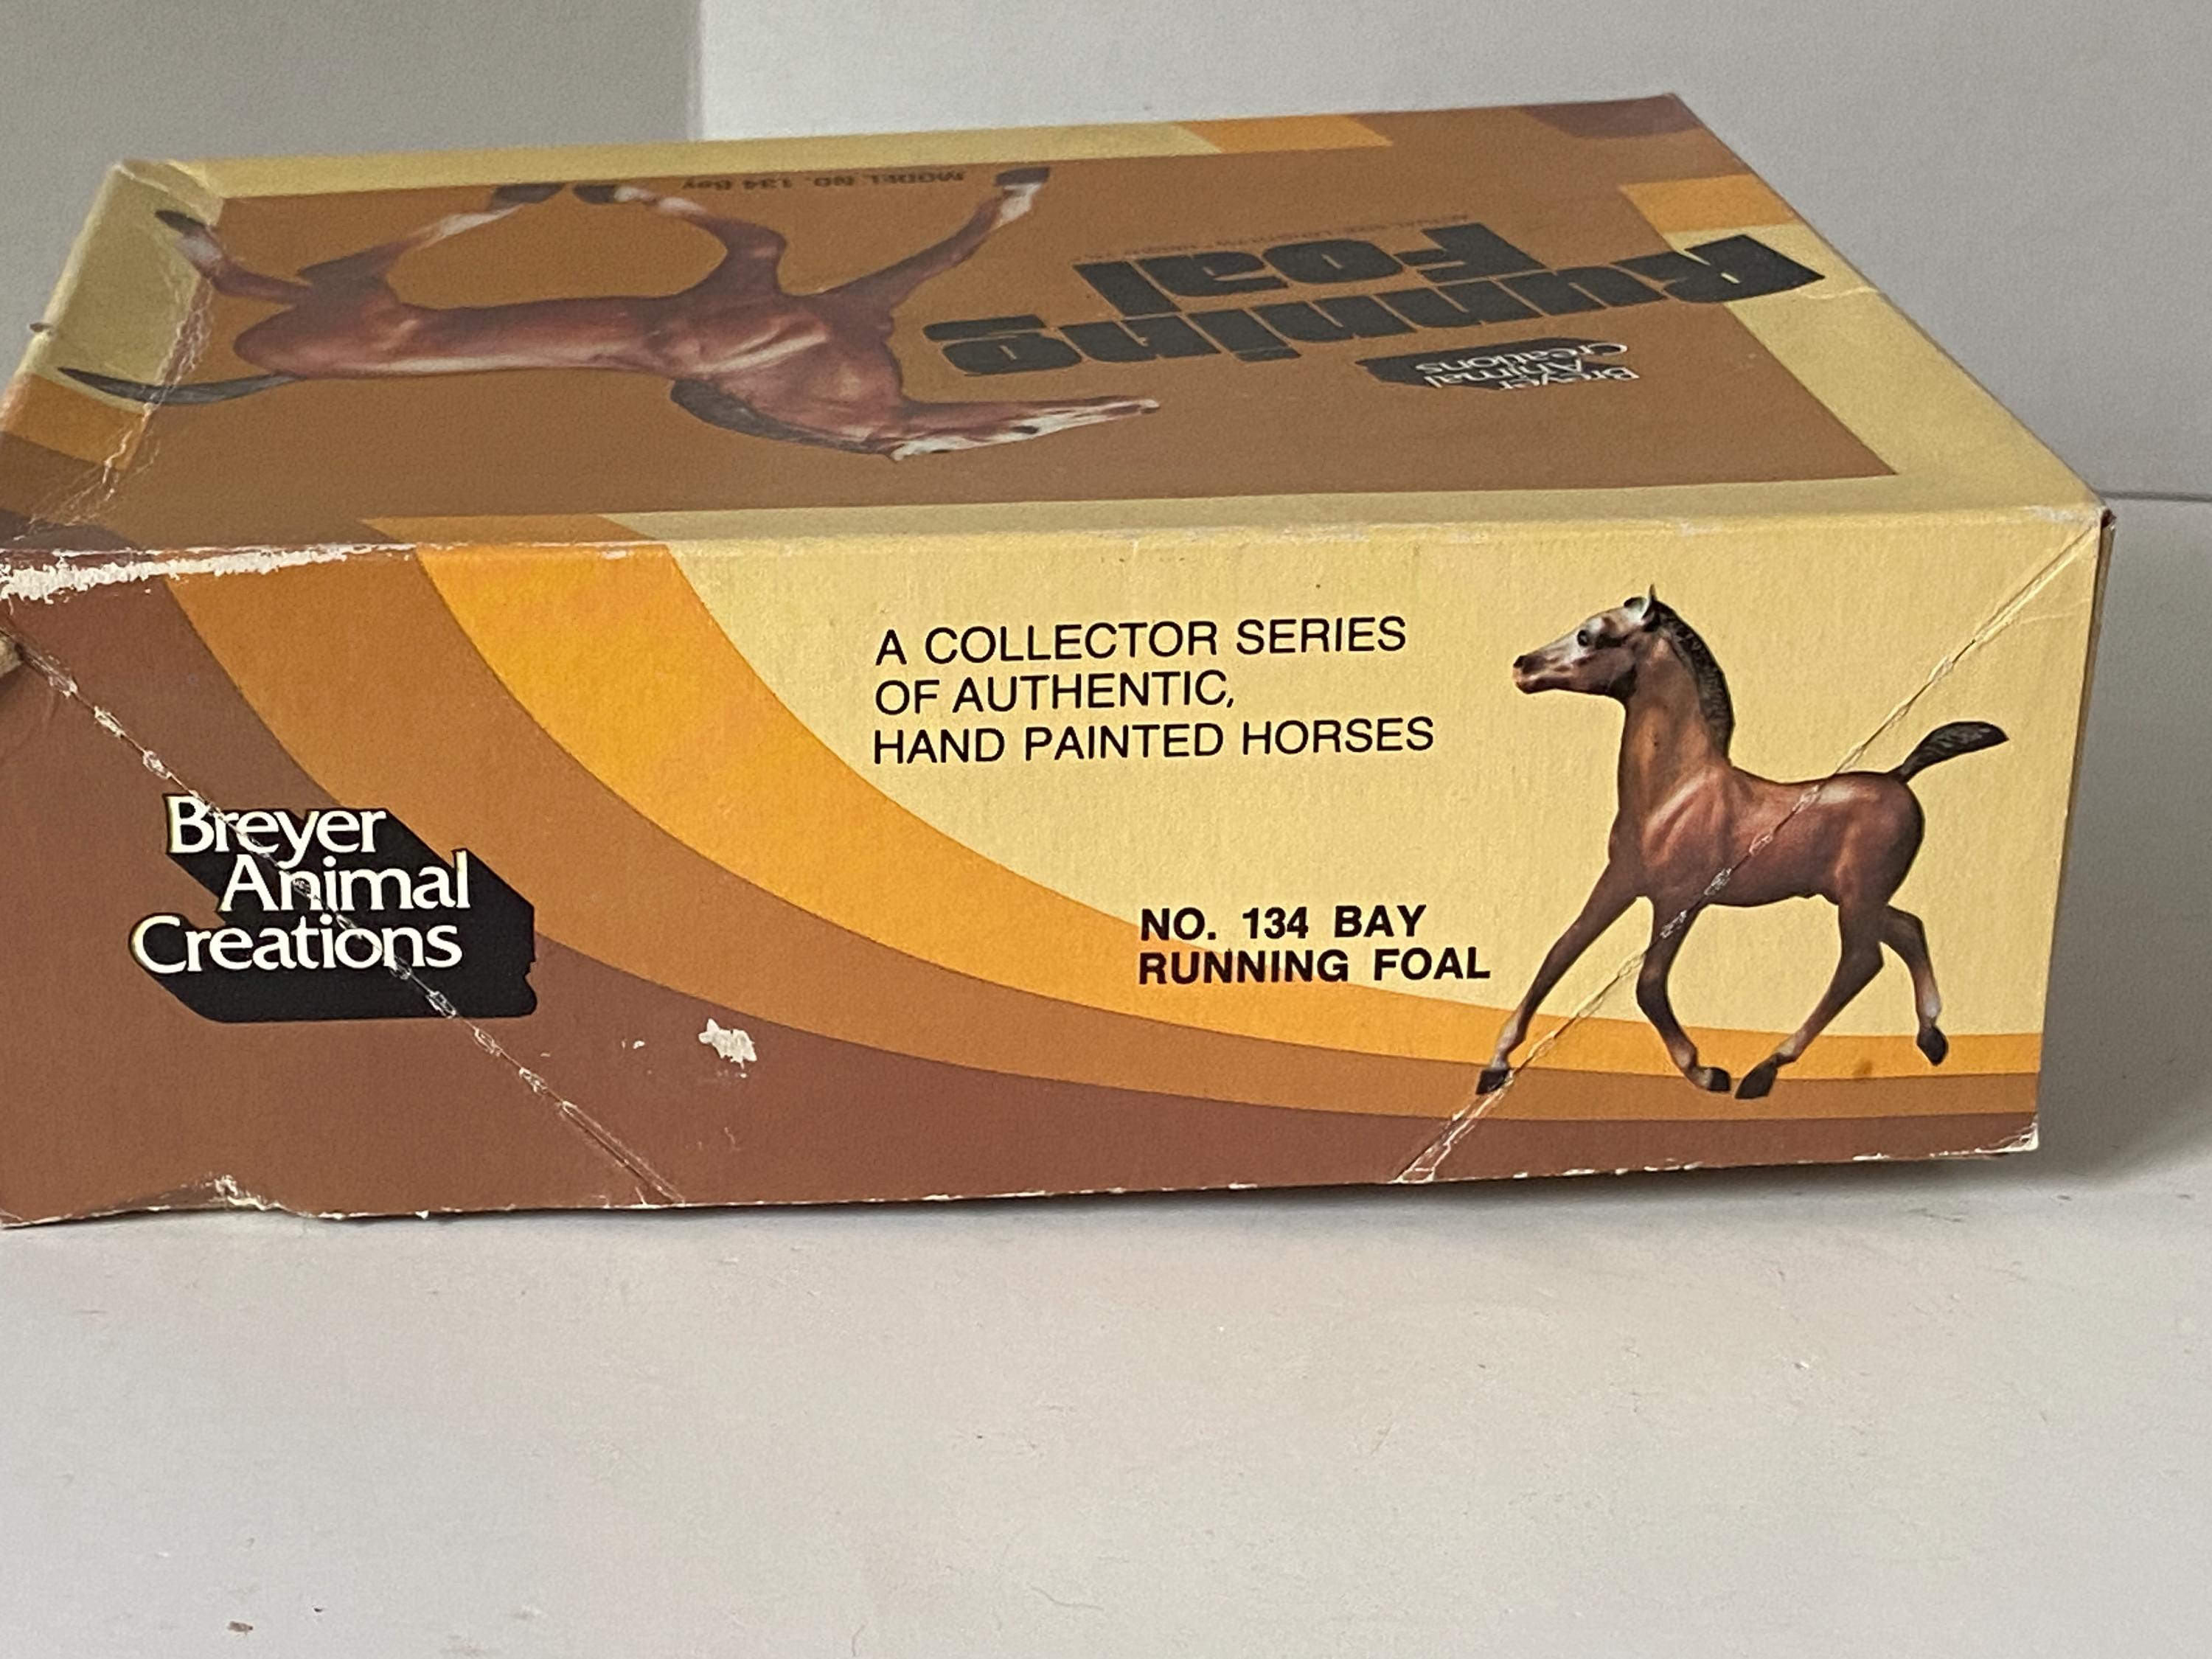 MODEL NO. 134 Bay
Running
Foal
Breyer
Animal
Creations
A COLLECTOR SERIES
OF AUTHENTIC,
HAND PAINTED HORSES
NO. 134 BAY
RUNNING FOAL
Breyer
Animal
Creations